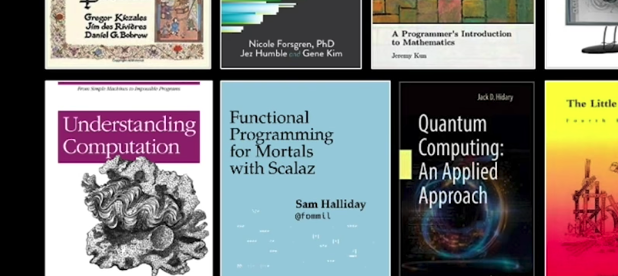 Gregor Kiczales
Jim des Rivières
Daniel G. Bobrow
Nicole Forsgren, PhD
Jez Humble and Gene Kim
A Programmer's Introduction
to Mathematics
Jeremy Kun
From Simple Machines to Impossible Programs
Understanding
Computation
Functional
Programming
for Mortals
with Scalaz
Sam Halliday
@fommil
Jack D. Hidary
Quantum
Computing:
An Applied
Approach
The Little
Fourth